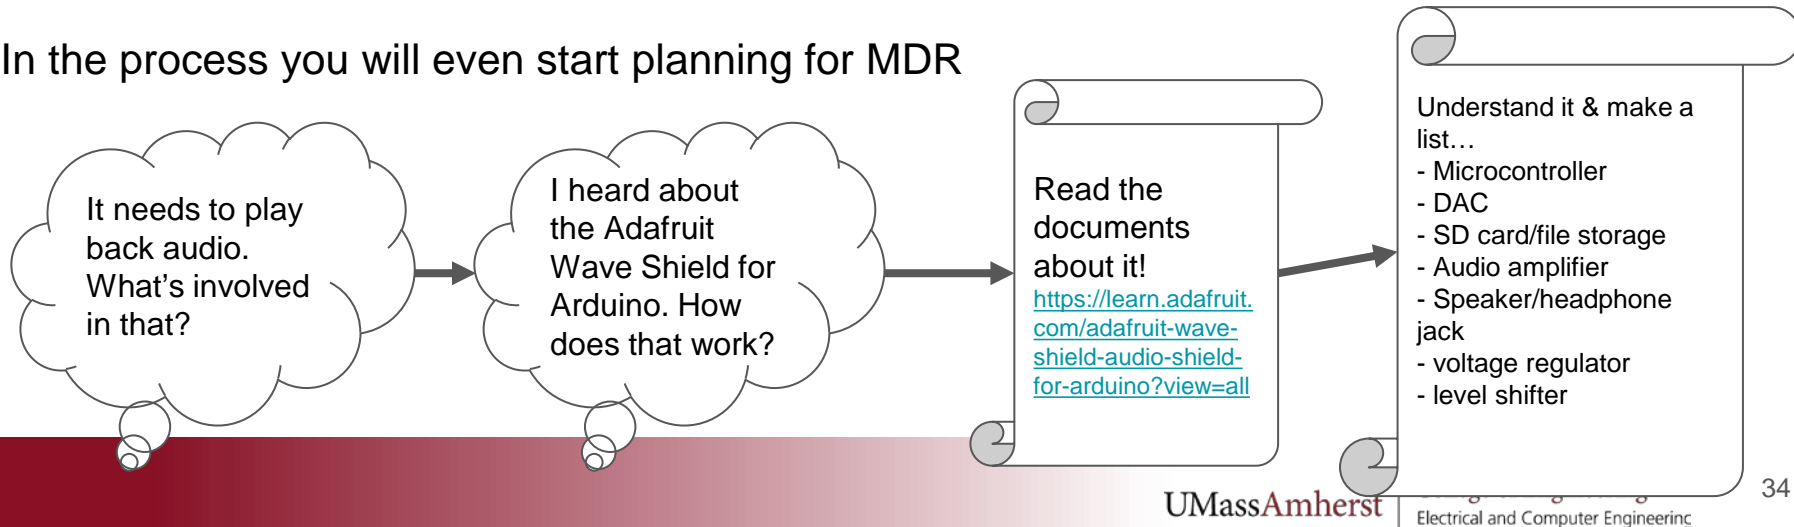 In the process you will even start planning for MDR
It needs to play
back audio.
What's involved
in that?
I heard about
the Adafruit
Wave Shield for
Arduino. How
does that work?
Read the
documents
about it!
https://learn.adafruit.
com/adafruit-wave-
shield-audio-shield-
for-arduino?view=all
Understand it & make a
list…
- Microcontroller
- DAC
- SD card/file storage
- Audio amplifier
- Speaker/headphone
jack
- voltage regulator
- level shifter
UMassAmherst
Electrical and Computer Engineering
34